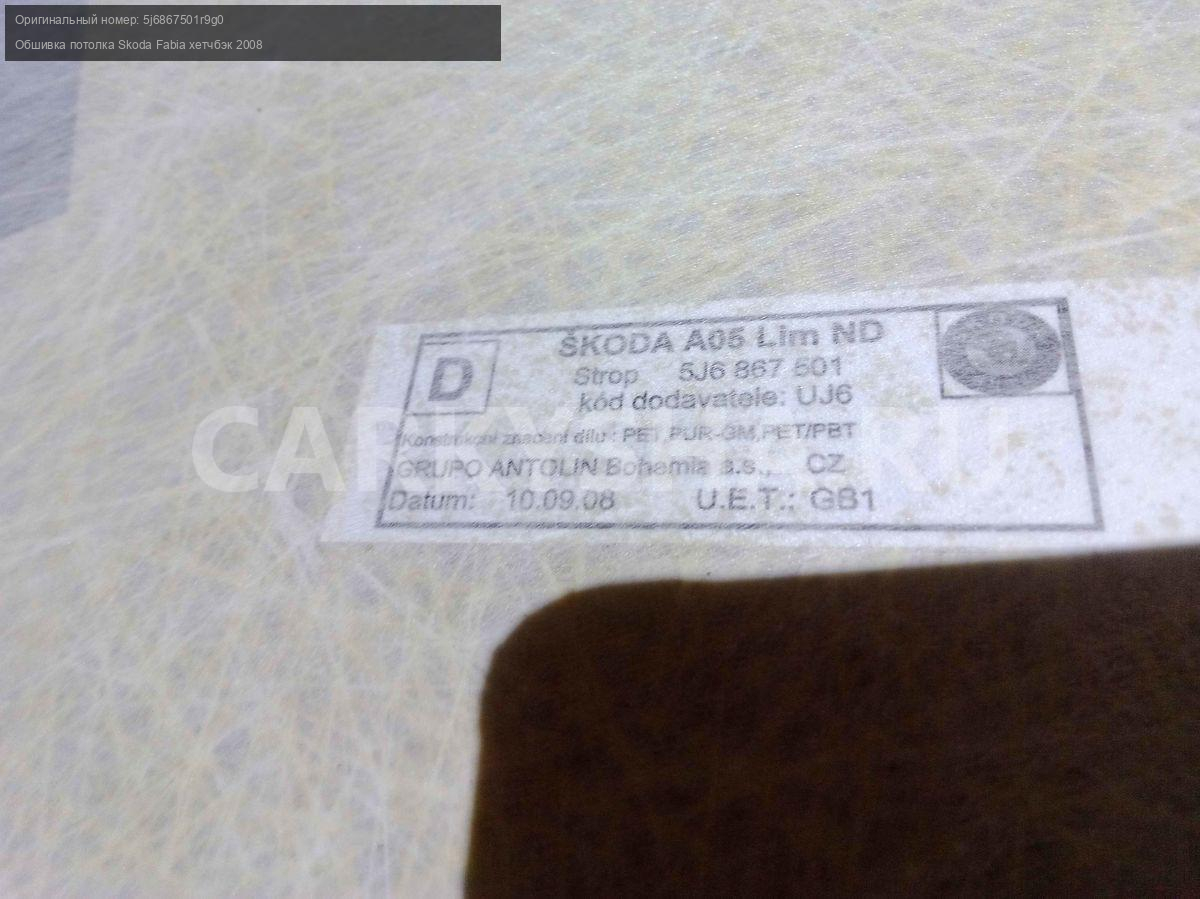 Оригинальный номер: 5j6867501r9g0
Обшивка потолка Skoda Fabia хетчбэк 2008
ŠKODA A05 Lim ND
D
Strop 5J6 867 501
kód dodavatele: UJ6
Konstrukční značení dílu : PET,PUR-GM,PET/PBT
GRUPO ANTOLIN Bohemia a.s., CZ
Datum: 10.09.08 U.E.T.: GB1